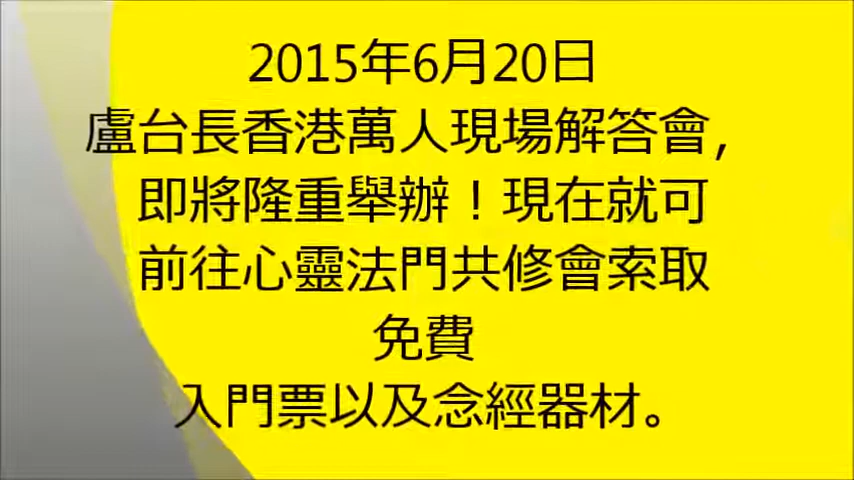 2015年6月20日
盧台長香港萬人現場解答會,
即將隆重舉辦！現在就可
前往心靈法門共修會索取
免費
入門票以及念經器材。